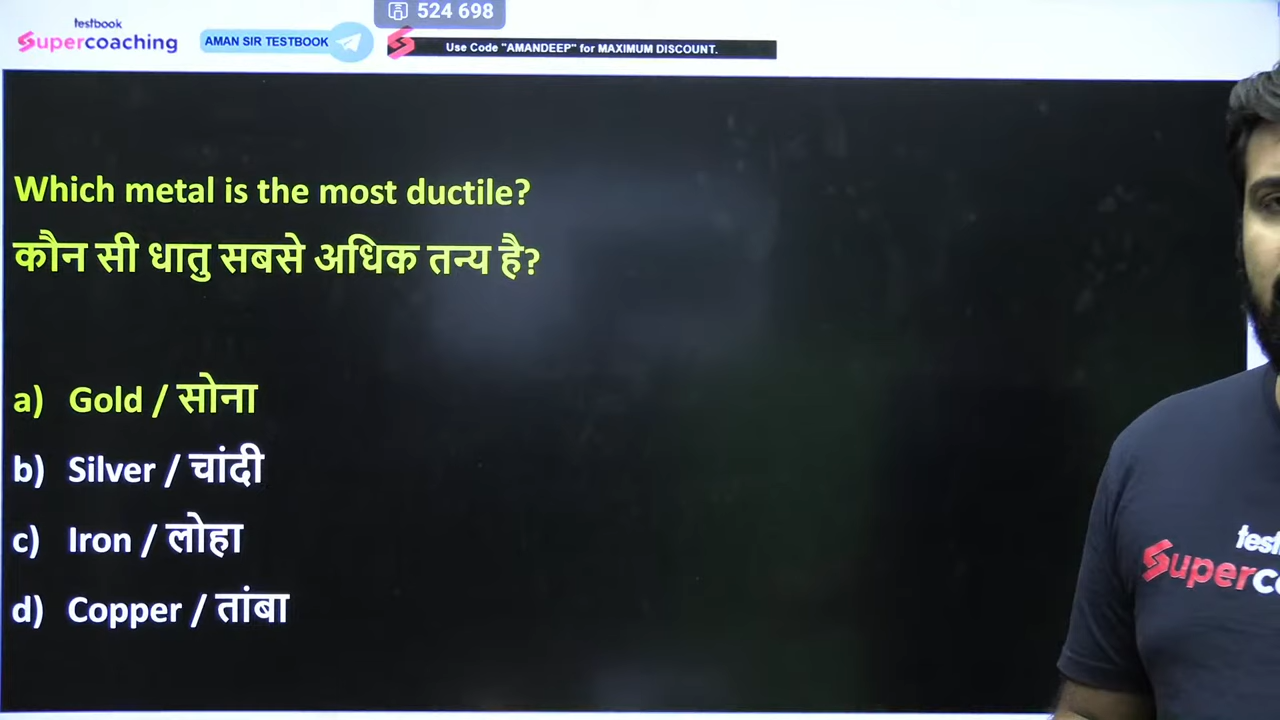 testbook
Supercoaching
AMAN SIR TESTBOOK
524 698
Use Code "AMANDEEP" for MAXIMUM DISCOUNT.
Which metal is the most ductile?
कौन सी धातु सबसे अधिक तन्य है?
a) Gold / सोना
b) Silver / चांदी
c) Iron / लोहा
d) Copper / तांबा